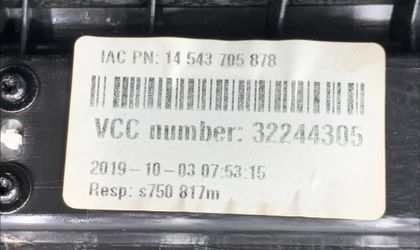 IAC PN: 14 543 705 878
VCC number: 32244305
2019-10-03 07:53:15
Resp: s750 817m